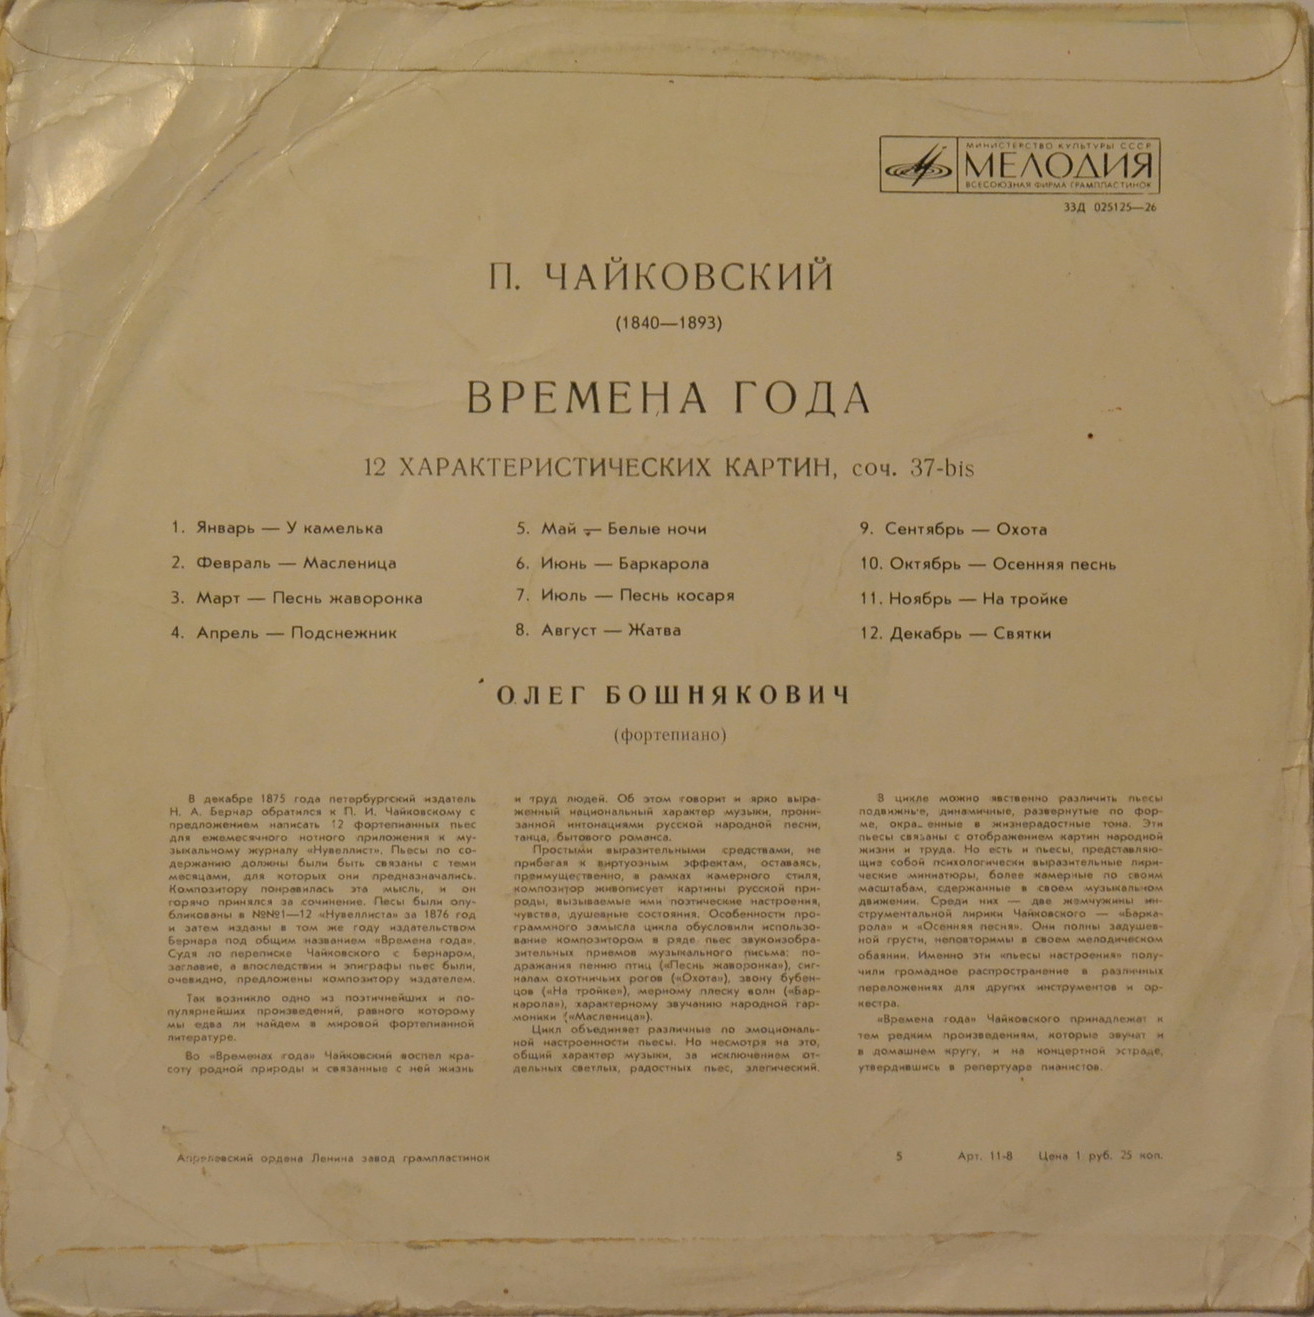 МИНИСТЕРСТВО КУЛЬТУРЫ СССР
МЕЛОДИЯ
ВСЕСОЮЗНАЯ ФИРМА ГРАМПЛАСТИНОК
33Д 025125—26
П. ЧАЙКОВСКИЙ
(1840—1893)
ВРЕМЕНА ГОДА
12 ХАРАКТЕРИСТИЧЕСКИХ КАРТИН, соч. 37-bis
1. Январь — У камелька
2. Февраль — Масленица
3. Март — Песнь жаворонка
4. Апрель — Подснежник
5. Май — Белые ночи
6. Июнь — Баркарола
7. Июль — Песнь косаря
8. Август — Жатва
9. Сентябрь — Охота
10. Октябрь — Осенняя песнь
11. Ноябрь — На тройке
12. Декабрь — Святки
ОЛЕГ БОШНЯКОВИЧ
(фортепиано)
В декабре 1875 года петербургский издатель
Н. А. Бернар обратился к П. И. Чайковскому с
предложением написать 12 фортепианных пьес
для ежемесячного нотного приложения к му-
зыкальному журналу «Нувеллист». Пьесы по со-
держанию должны были быть связаны с теми
месяцами, для которых они предназначались.
Композитору понравилась эта мысль, и он
горячо принялся за сочинение. Песы были опу-
бликованы в №№1—12 «Нувеллиста» за 1876 год
и затем изданы в том же году издательством
Бернара под общим названием «Времена года».
Судя по переписке Чайковского с Бернаром,
заглавие, а впоследствии и эпиграфы пьес были,
очевидно, предложены композитору издателем.
Так возникло одно из поэтичнейших и по-
пулярнейших произведений, равного которому
мы едва ли найдем в мировой фортепианной
литературе.
Во «Временах года» Чайковский воспел кра-
соту родной природы и связанные с ней жизнь
и труд людей. Об этом говорит и ярко выра-
женный национальный характер музыки, прони-
занной интонациями русской народной песни,
танца, бытового романса.
Простыми выразительными средствами, не
прибегая к виртуозным эффектам, оставаясь,
преимущественно, в рамках камерного стиля,
композитор живописует картины русской при-
роды, вызываемые ими поэтические настроения,
чувства, душевные состояния. Особенности про-
граммного замысла цикла обусловили использо-
вание композитором в ряде пьес звукоизобра-
зительных приемов музыкального письма: по-
дражания пению птиц («Песнь жаворонка»), сиг-
налам охотничьих рогов («Охота»), звону бубен-
цов («На тройке»), мерному плеску волн («Бар-
карола»), характерному звучанию народной гар-
моники («Масленица»).
Цикл объединяет различные по эмоциональ-
ной настроенности пьесы. Но несмотря на это,
общий характер музыки, за исключением от-
дельных светлых, радостных пьес, элегический.
В цикле можно явственно различить пьесы
подвижные, динамичные, развернутые по фор-
ме, окрашенные в жизнерадостные тона. Эти
пьесы связаны с отображением картин народной
жизни и труда. Но есть и пьесы, представляю-
щие собой психологически выразительные лири-
ческие миниатюры, более камерные по своим
масштабам, сдержанные в своем музыкальном
движении. Среди них — две жемчужины ин-
струментальной лирики Чайковского — «Барка-
рола» и «Осенняя песня». Они полны задушев-
ной грусти, неповторимы в своем мелодическом
обаянии. Именно эти «пьесы настроения» полу-
чили громадное распространение в различных
переложениях для других инструментов и ор-
кестра.
«Времена года» Чайковского принадлежат к
тем редким произведениям, которые звучат и
в домашнем кругу, и на концертной эстраде,
утвердившись в репертуаре пианистов.
Апрелевский ордена Ленина завод грампластинок
5 Арт. 11-8 Цена 1 руб. 25 коп.